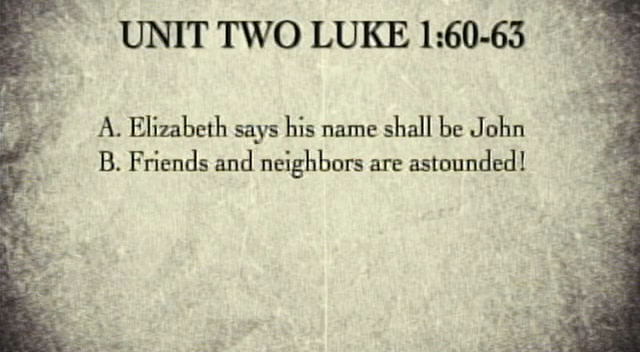 UNIT TWO LUKE 1:60-63
A. Elizabeth says his name shall be John
B. Friends and neighbors are astounded!